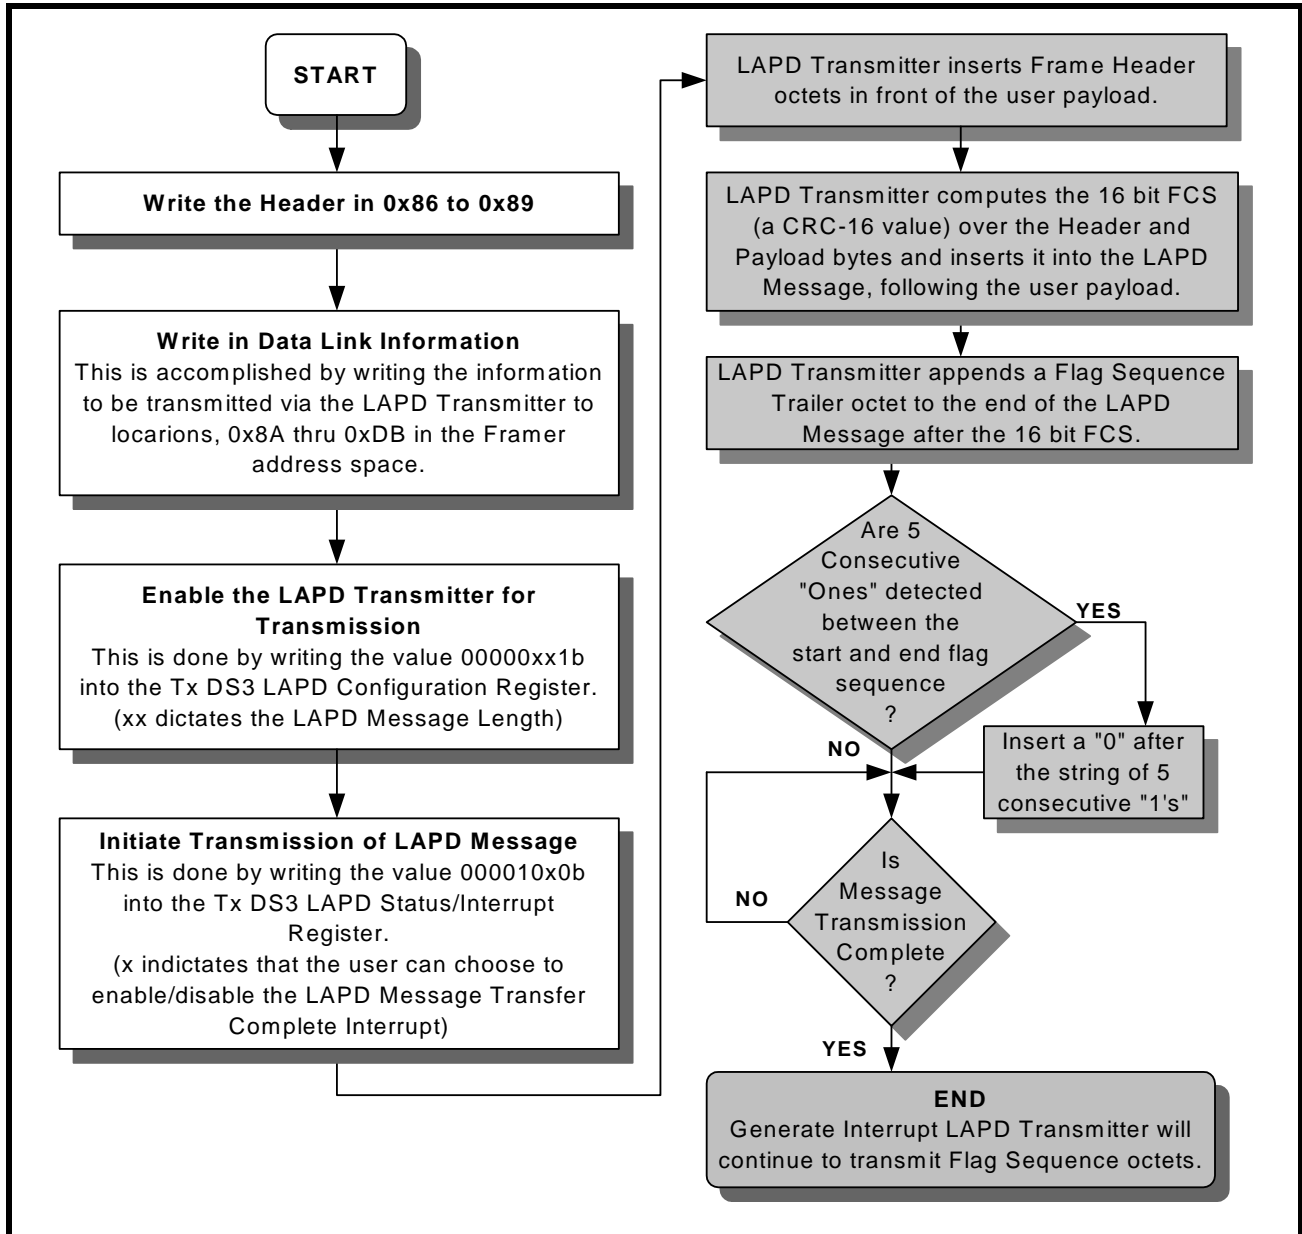 START
Write the Header in 0x86 to 0x89
Write in Data Link Information
This is accomplished by writing the information
to be transmitted via the LAPD Transmitter to
locarions, 0x8A thru 0xDB in the Framer
address space.
Enable the LAPD Transmitter for
Transmission
This is done by writing the value 00000xx1b
into the Tx DS3 LAPD Configuration Register.
(xx dictates the LAPD Message Length)
Initiate Transmission of LAPD Message
This is done by writing the value 000010x0b
into the Tx DS3 LAPD Status/Interrupt
Register.
(x indictates that the user can choose to
enable/disable the LAPD Message Transfer
Complete Interrupt)
LAPD Transmitter inserts Frame Header
octets in front of the user payload.
LAPD Transmitter computes the 16 bit FCS
(a CRC-16 value) over the Header and
Payload bytes and inserts it into the LAPD
Message, following the user payload.
LAPD Transmitter appends a Flag Sequence
Trailer octet to the end of the LAPD
Message after the 16 bit FCS.
Are 5
Consecutive
"Ones" detected
between the
start and end flag
sequence
?
YES
NO
Insert a "0" after
the string of 5
consecutive "1's"
Is
Message
Transmission
Complete
?
NO
YES
END
Generate Interrupt LAPD Transmitter will
continue to transmit Flag Sequence octets.